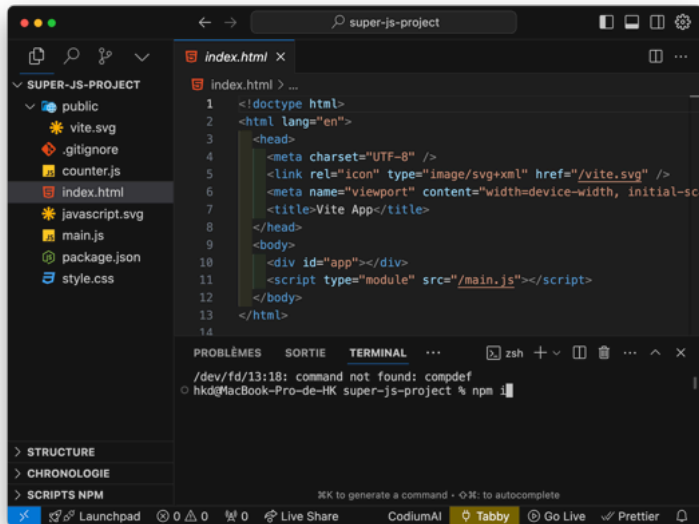 super-js-project
index.html
SUPER-JS-PROJECT
public
vite.svg
.gitignore
counter.js
index.html
javascript.svg
main.js
package.json
style.css
STRUCTURE
CHRONOLOGIE
SCRIPTS NPM
index.html > ...
1 <!doctype html>
2 <html lang="en">
3 <head>
4 <meta charset="UTF-8" />
5 <link rel="icon" type="image/svg+xml" href="/vite.svg" />
6 <meta name="viewport" content="width=device-width, initial-sc
7 <title>Vite App</title>
8 </head>
9 <body>
10 <div id="app"></div>
11 <script type="module" src="/main.js"></script>
12 </body>
13 </html>
14
PROBLÈMES SORTIE TERMINAL ··· zsh
/dev/fd/13:18: command not found: compdef
hkd@MacBook-Pro-de-HK super-js-project % npm i
⌘K to generate a command • ⇧⌘: to autocomplete
Launchpad 0 0 0 Live Share CodiumAI Tabby Go Live Prettier